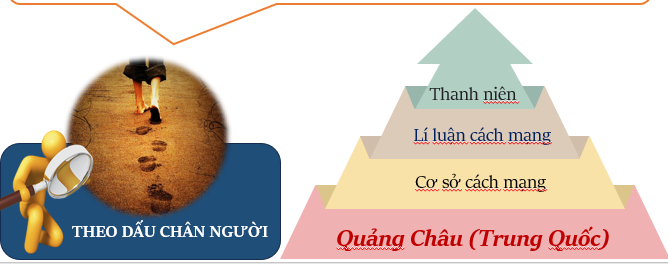 Thanh niên
Lí luận cách mạng
Cơ sở cách mạng
THEO DẤU CHÂN NGƯỜI
Quảng Châu (Trung Quốc)